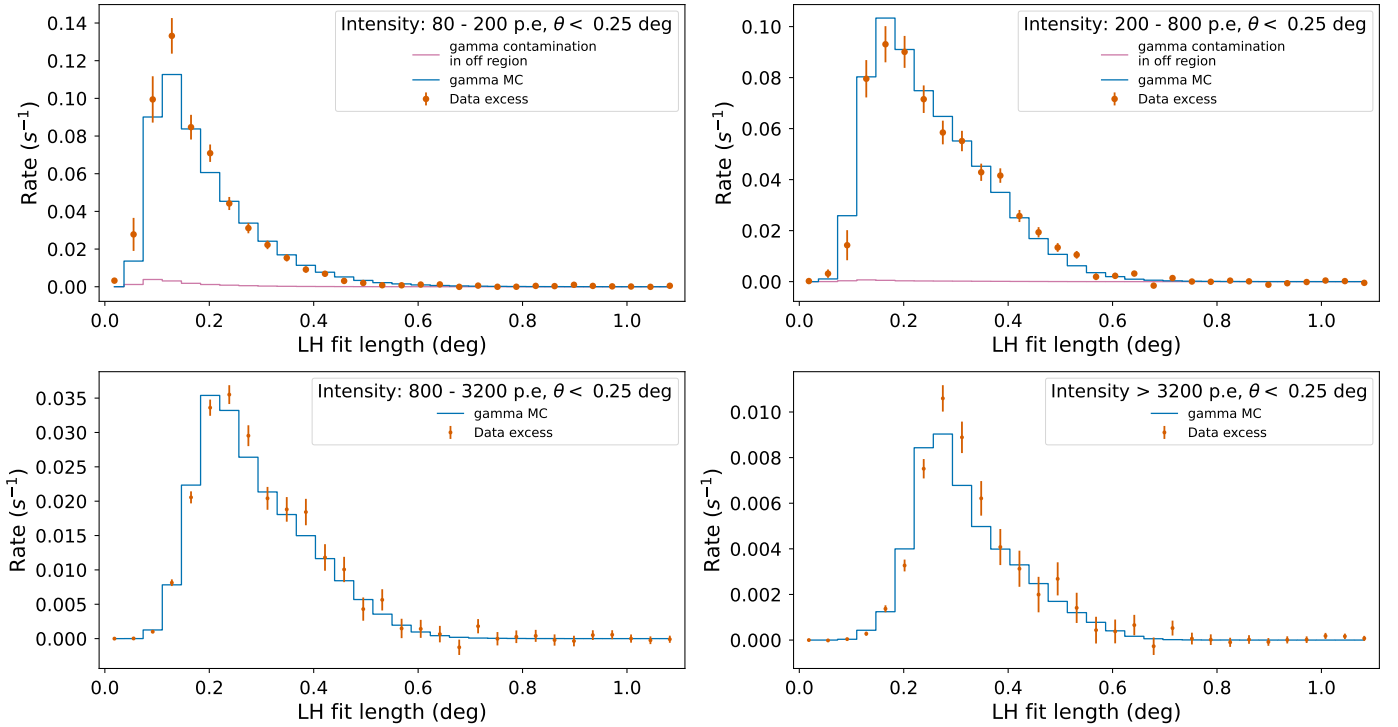 Intensity: 80 - 200 p.e, θ < 0.25 deg
gamma contamination
in off region
gamma MC
Data excess
Rate (s⁻¹)
0.14
0.12
0.10
0.08
0.06
0.04
0.02
0.00
0.0 0.2 0.4 0.6 0.8 1.0
LH fit length (deg)
Intensity: 200 - 800 p.e, θ < 0.25 deg
gamma contamination
in off region
gamma MC
Data excess
Rate (s⁻¹)
0.10
0.08
0.06
0.04
0.02
0.00
0.0 0.2 0.4 0.6 0.8 1.0
LH fit length (deg)
Intensity: 800 - 3200 p.e, θ < 0.25 deg
gamma MC
Data excess
Rate (s⁻¹)
0.035
0.030
0.025
0.020
0.015
0.010
0.005
0.000
0.0 0.2 0.4 0.6 0.8 1.0
LH fit length (deg)
Intensity > 3200 p.e, θ < 0.25 deg
gamma MC
Data excess
Rate (s⁻¹)
0.010
0.008
0.006
0.004
0.002
0.000
0.0 0.2 0.4 0.6 0.8 1.0
LH fit length (deg)